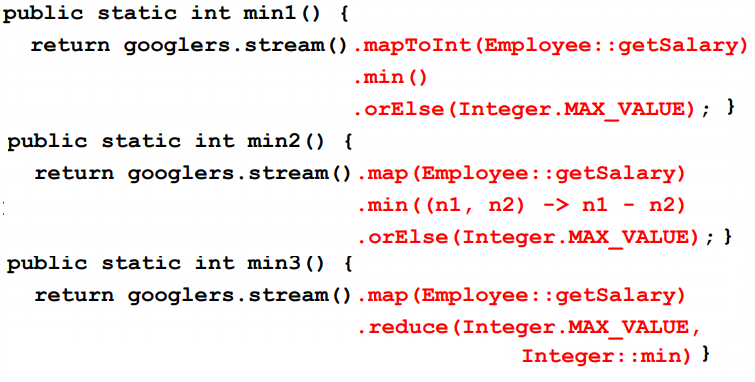 public static int min1() {
return googlers.stream().mapToInt(Employee::getSalary)
.min()
.orElse(Integer.MAX_VALUE); }
public static int min2() {
return googlers.stream().map(Employee::getSalary)
.min((n1, n2) -> n1 - n2)
.orElse(Integer.MAX_VALUE); }
public static int min3() {
return googlers.stream().map(Employee::getSalary)
.reduce(Integer.MAX_VALUE,
Integer::min) }